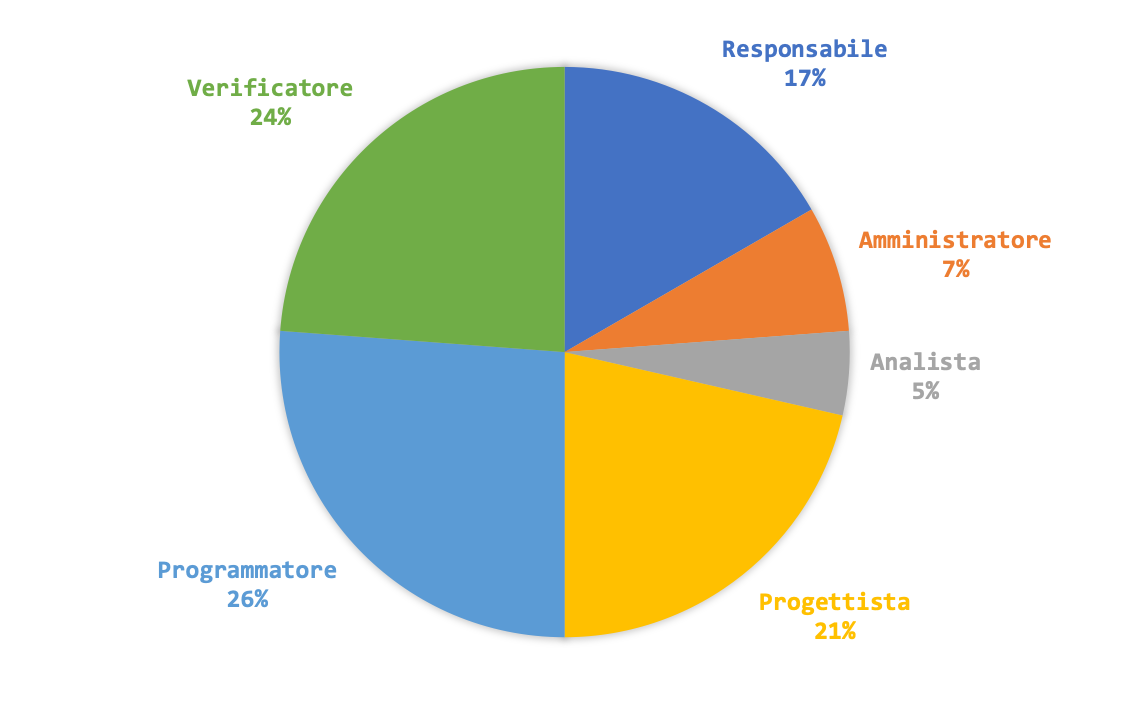 Responsabile
17%
Verificatore
24%
Amministratore
7%
Analista
5%
Programmatore
26%
Progettista
21%